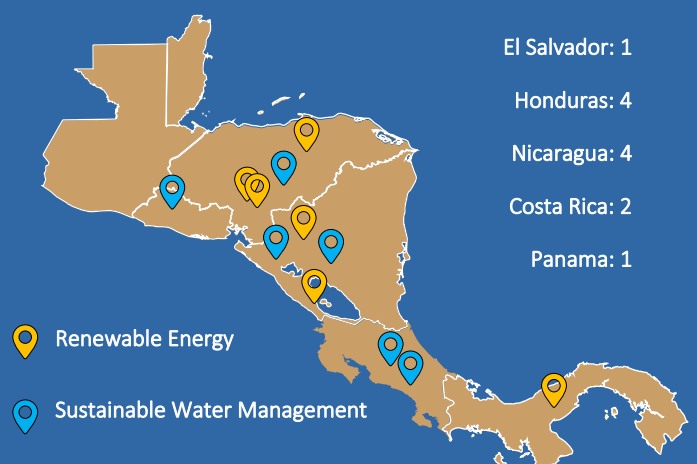 El Salvador: 1
Honduras: 4
Nicaragua: 4
Costa Rica: 2
Panama: 1
Renewable Energy
Sustainable Water Management